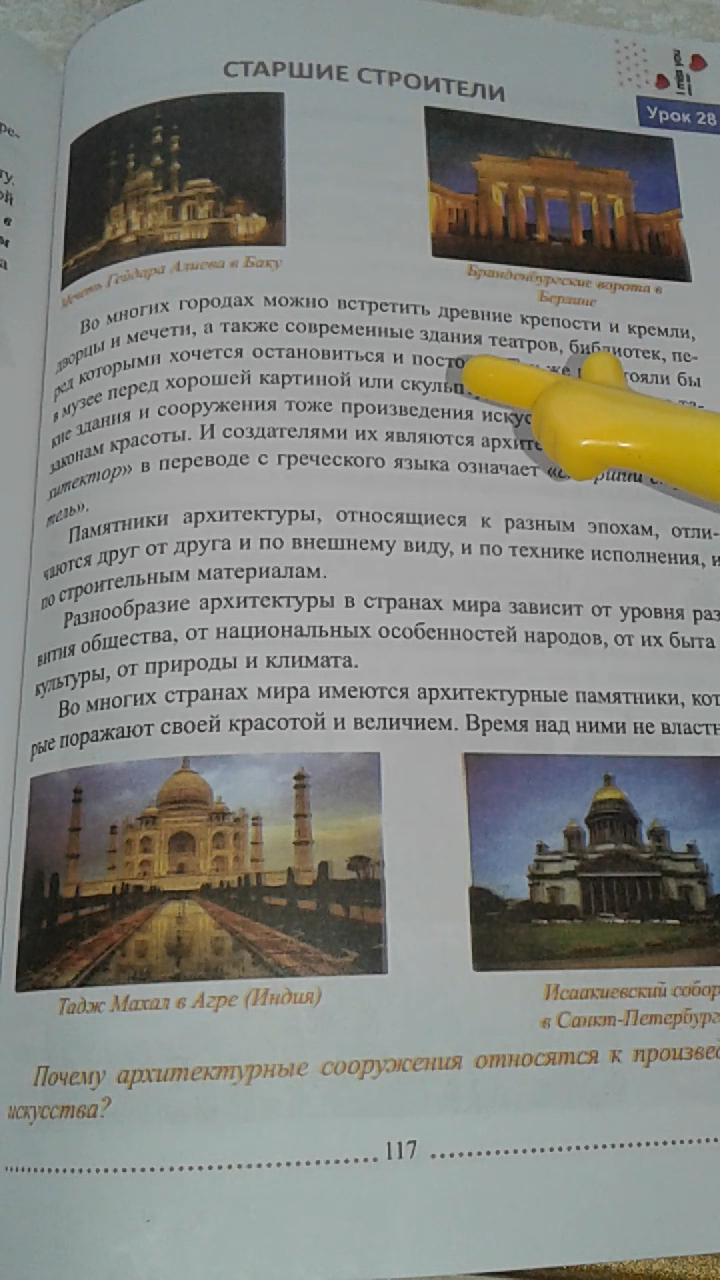 СТАРШИЕ СТРОИТЕЛИ
I miss you
Урок 28
Мечеть Гейдара Алиева в Баку
Бранденбургские ворота в
Берлине
Во многих городах можно встретить древние крепости и кремли,
дворцы и мечети, а также современные здания театров, библиотек, пе-
ред которыми хочется остановиться и посто стояли бы
в музее перед хорошей картиной или скульп
кие здания и сооружения тоже произведения искус
законам красоты. И создателями их являются архите
хитектор» в переводе с греческого языка означает
тель».
Памятники архитектуры, относящиеся к разным эпохам, отли-
чаются друг от друга и по внешнему виду, и по технике исполнения, и
по строительным материалам.
Разнообразие архитектуры в странах мира зависит от уровня раз
вития общества, от национальных особенностей народов, от их быта
культуры, от природы и климата.
Во многих странах мира имеются архитектурные памятники, кот
рые поражают своей красотой и величием. Время над ними не властн
Тадж Махал в Агре (Индия)
Исаакиевский собор
в Санкт-Петербург
Почему архитектурные сооружения относятся к произвед
искусства?
117